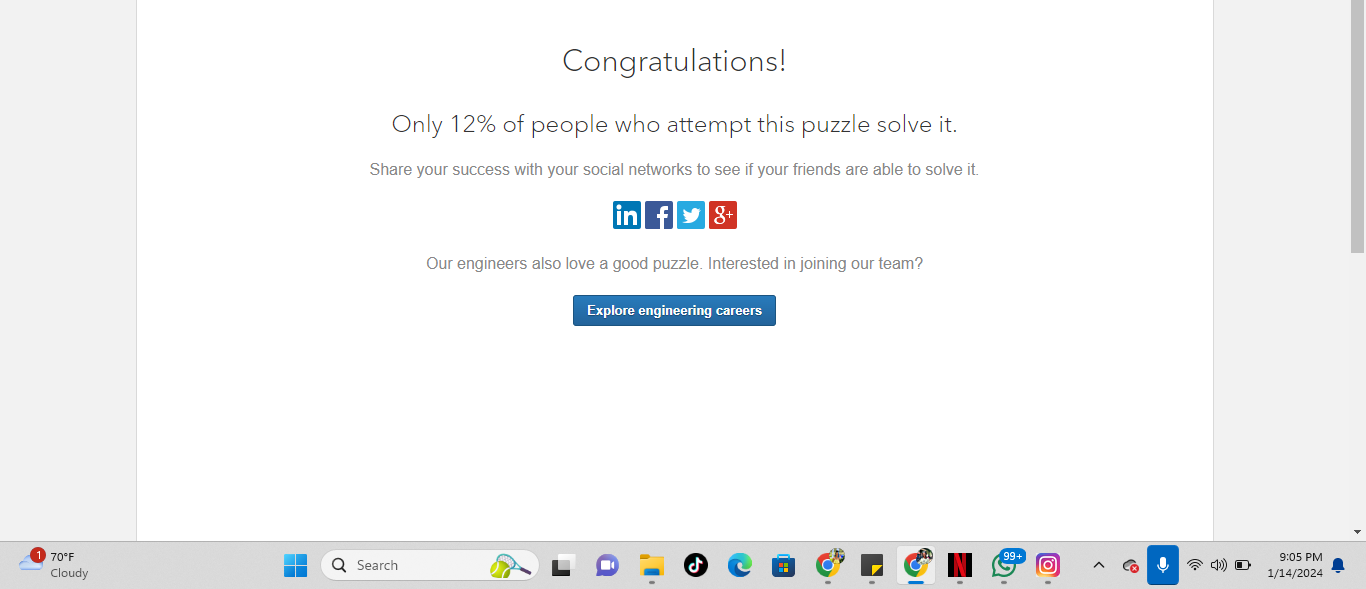 Congratulations!
Only 12% of people who attempt this puzzle solve it.
Share your success with your social networks to see if your friends are able to solve it.
in f g+
Our engineers also love a good puzzle. Interested in joining our team?
Explore engineering careers
1
70°F
Cloudy
Search
N
99+
9:05 PM
1/14/2024